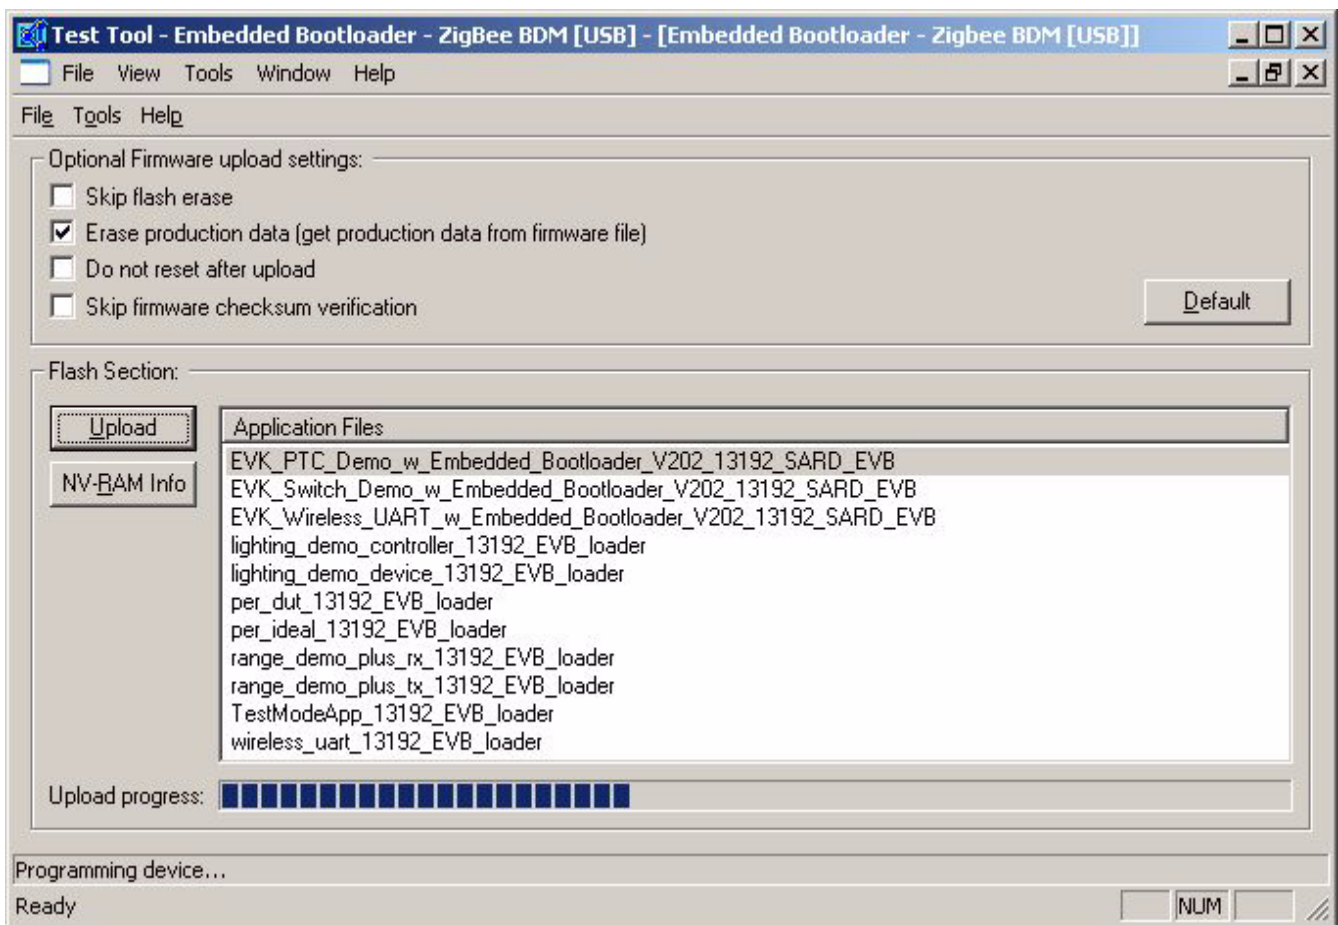 Test Tool - Embedded Bootloader - ZigBee BDM [USB] - [Embedded Bootloader - Zigbee BDM [USB]]
File View Tools Window Help
File Tools Help
Optional Firmware upload settings:
Skip flash erase
Erase production data (get production data from firmware file)
Do not reset after upload
Skip firmware checksum verification
Default
Flash Section:
Upload
NV-RAM Info
Application Files
EVK_PTC_Demo_w_Embedded_Bootloader_V202_13192_SARD_EVB
EVK_Switch_Demo_w_Embedded_Bootloader_V202_13192_SARD_EVB
EVK_Wireless_UART_w_Embedded_Bootloader_V202_13192_SARD_EVB
lighting_demo_controller_13192_EVB_loader
lighting_demo_device_13192_EVB_loader
per_dut_13192_EVB_loader
per_ideal_13192_EVB_loader
range_demo_plus_rx_13192_EVB_loader
range_demo_plus_tx_13192_EVB_loader
TestModeApp_13192_EVB_loader
wireless_uart_13192_EVB_loader
Upload progress:
Programming device...
Ready
NUM